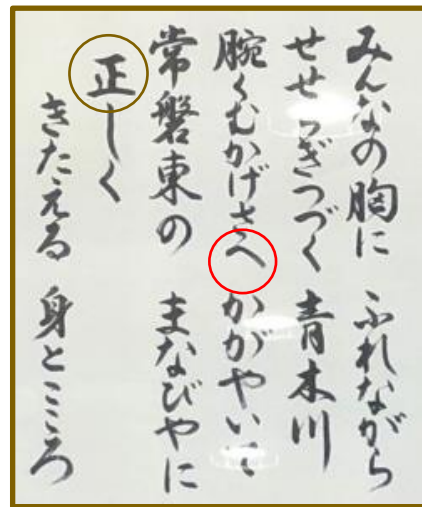 みんなの胸に ふれながら
せせらぎつづく 青木川
腕くむかげさへ かがやいて
常磐東の まなびやに
正しく
きたえる 身とこころ